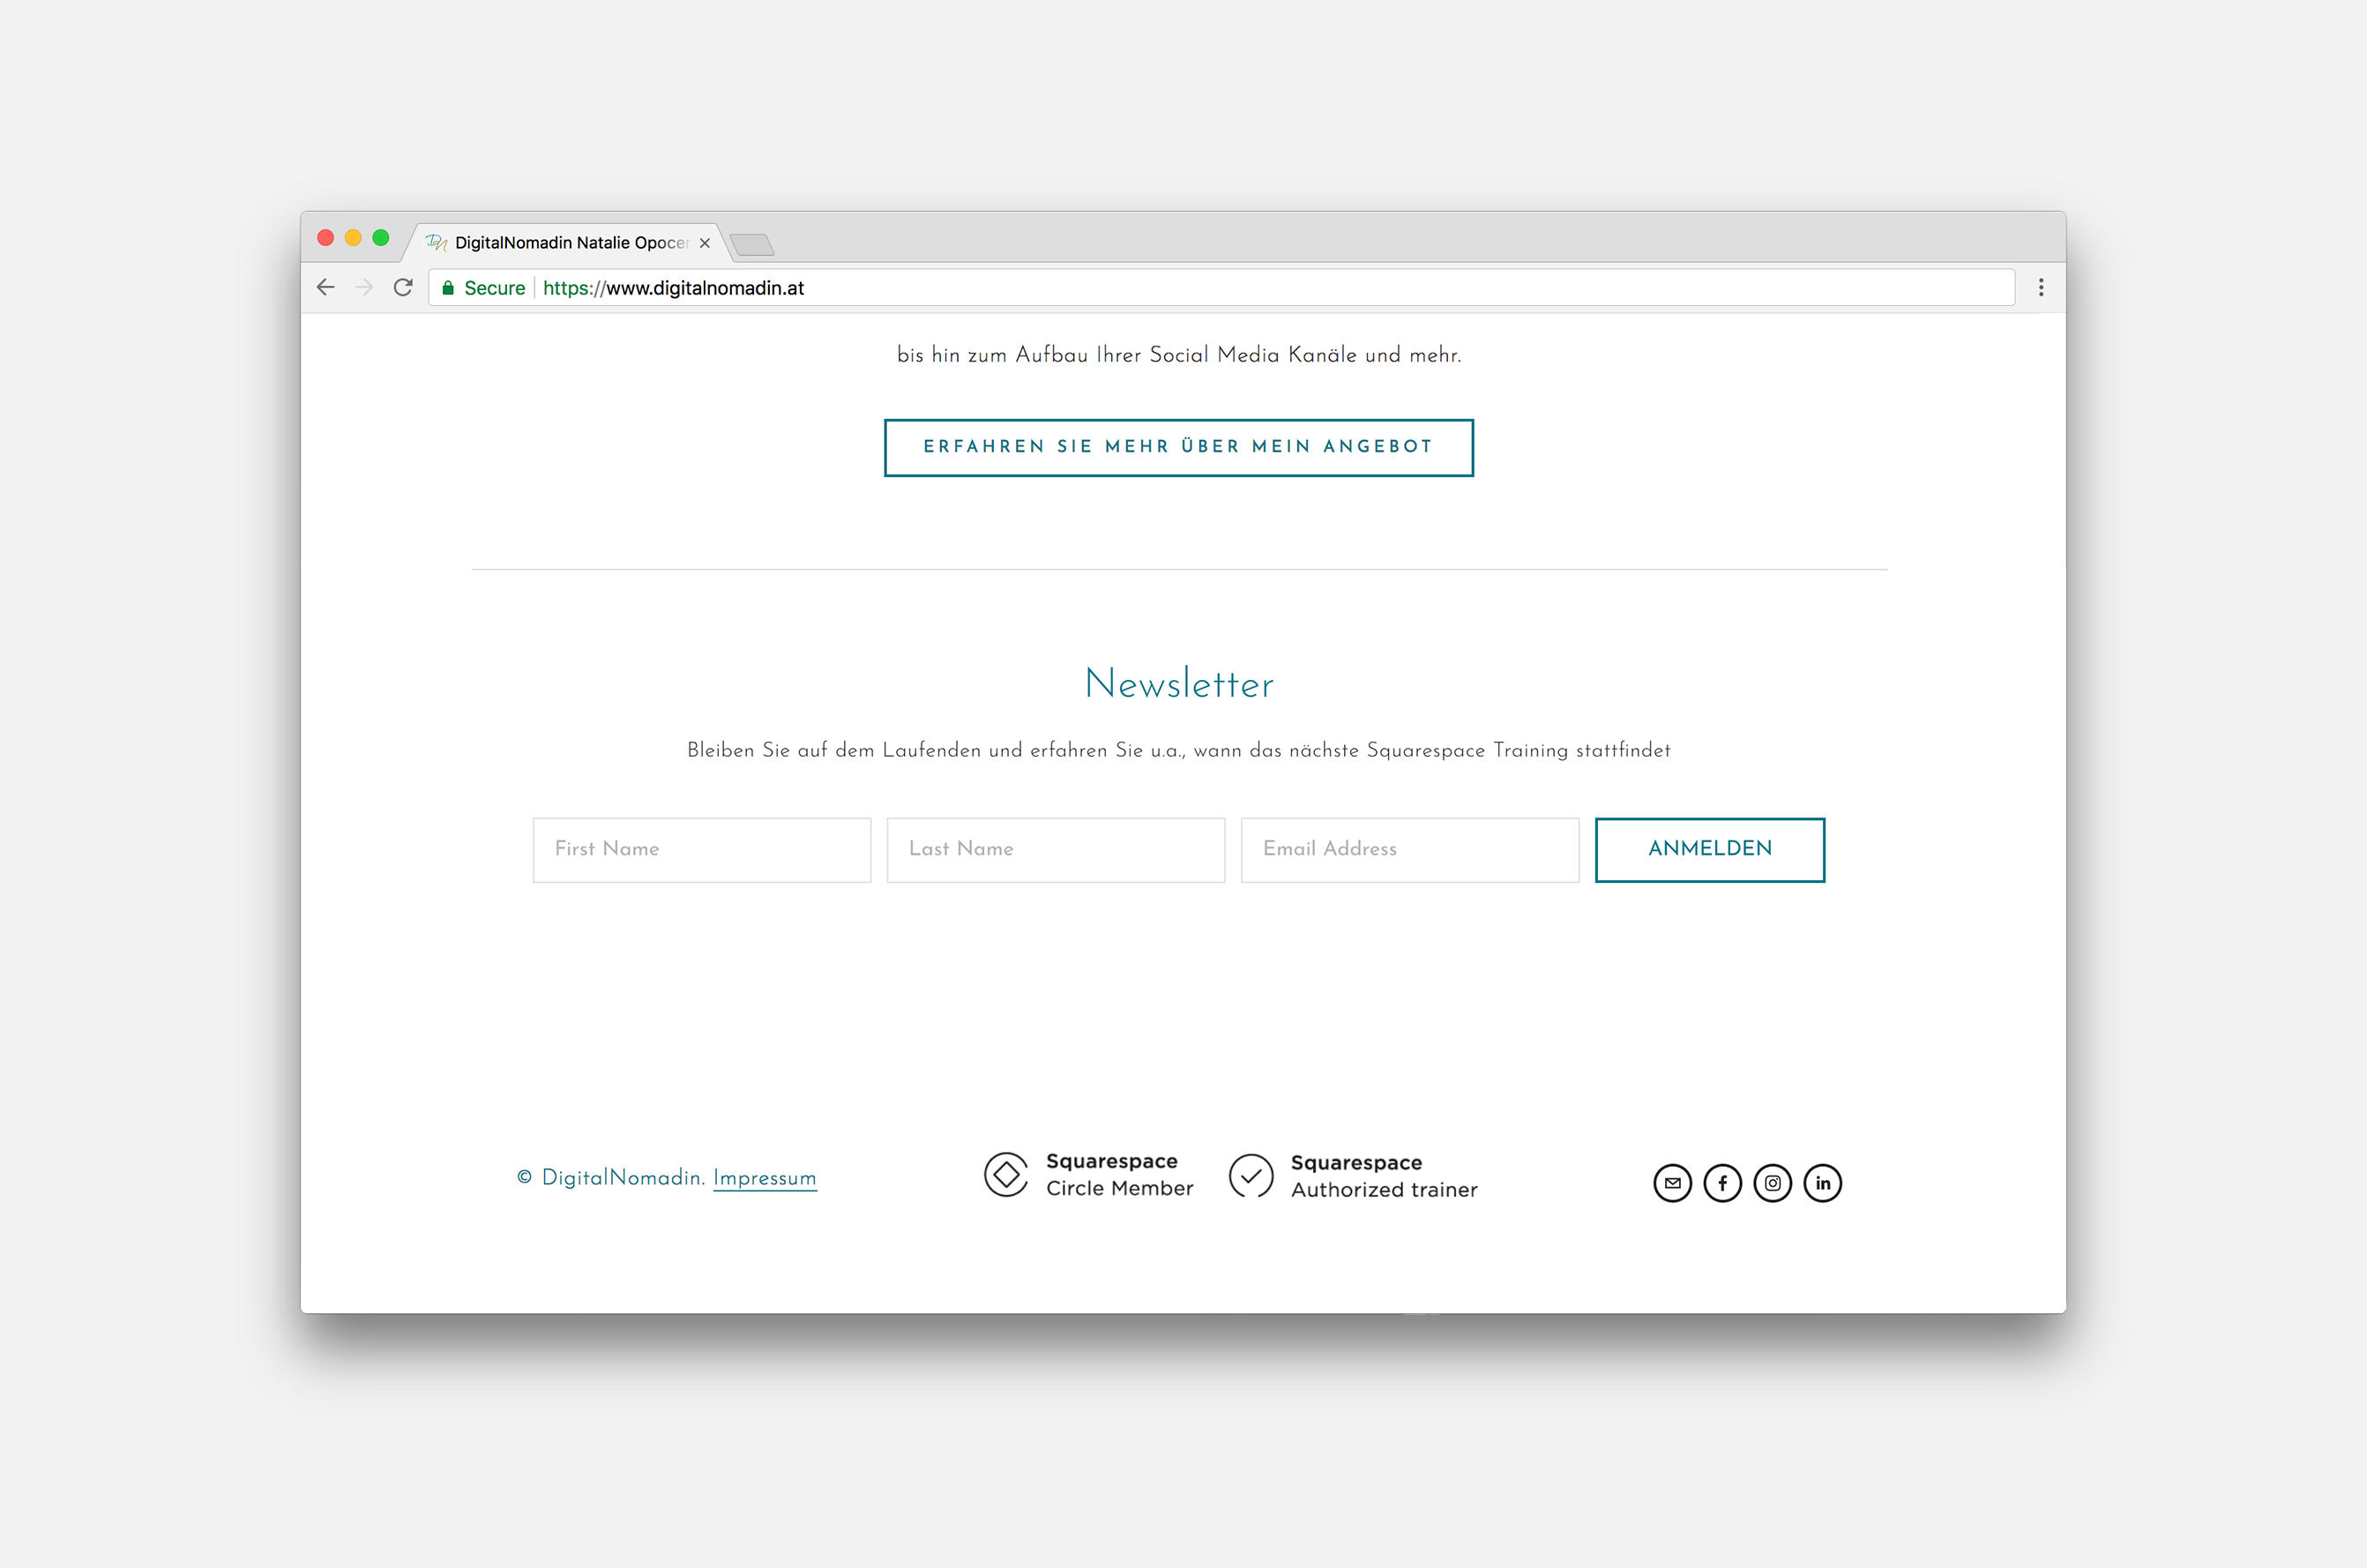 DigitalNomadin Natalie Opocen
Secure https://www.digitalnomadin.at
bis hin zum Aufbau Ihrer Social Media Kanäle und mehr.
ERFAHREN SIE MEHR ÜBER MEIN ANGEBOT
Newsletter
Bleiben Sie auf dem Laufenden und erfahren Sie u.a., wann das nächste Squarespace Training stattfindet
First Name Last Name Email Address ANMELDEN
© DigitalNomadin. Impressum
Squarespace
Circle Member
Squarespace
Authorized trainer